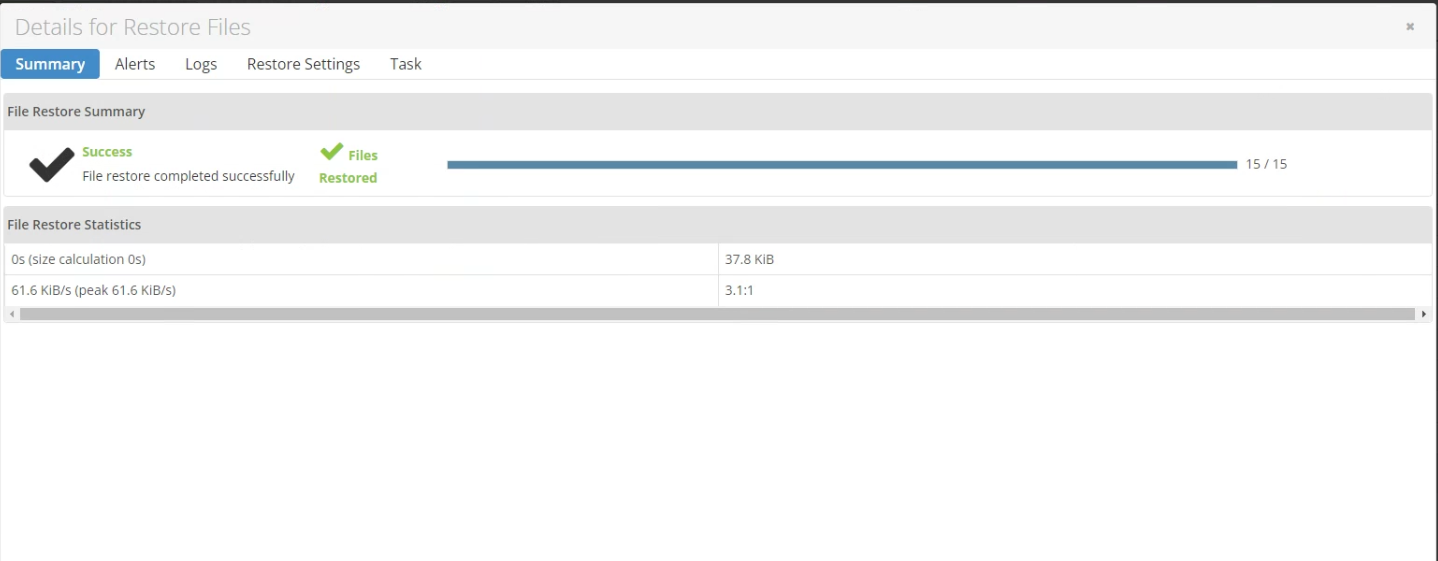 Details for Restore Files
Summary Alerts Logs Restore Settings Task
File Restore Summary
Success
File restore completed successfully
Files
Restored
15 / 15
File Restore Statistics
0s (size calculation 0s) 37.8 KiB
61.6 KiB/s (peak 61.6 KiB/s) 3.1:1